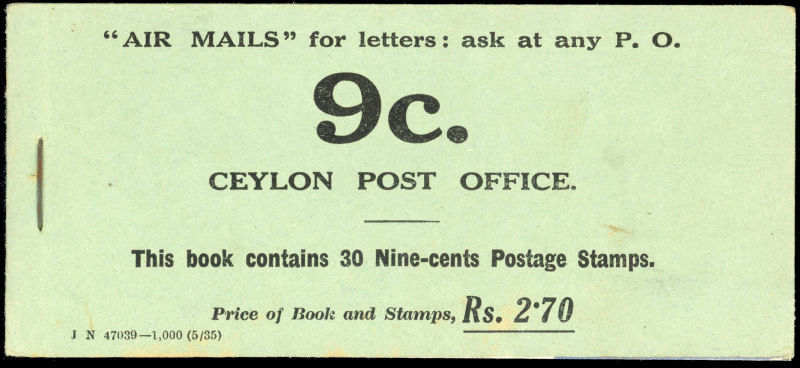 "AIR MAILS" for letters: ask at any P. O.
9c.
CEYLON POST OFFICE.
This book contains 30 Nine-cents Postage Stamps.
Price of Book and Stamps, Rs. 2·70
J N 47039—1,000 (5/35)